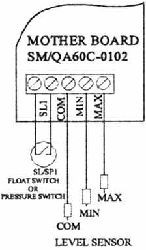 MOTHER BOARD
SM/QA60C-0102
SL1
COM
MIN
MAX
SL/SP1
FLOAT SWITCH
OR
PRESSURE SWITCH
MAX
MIN
COM
LEVEL SENSOR